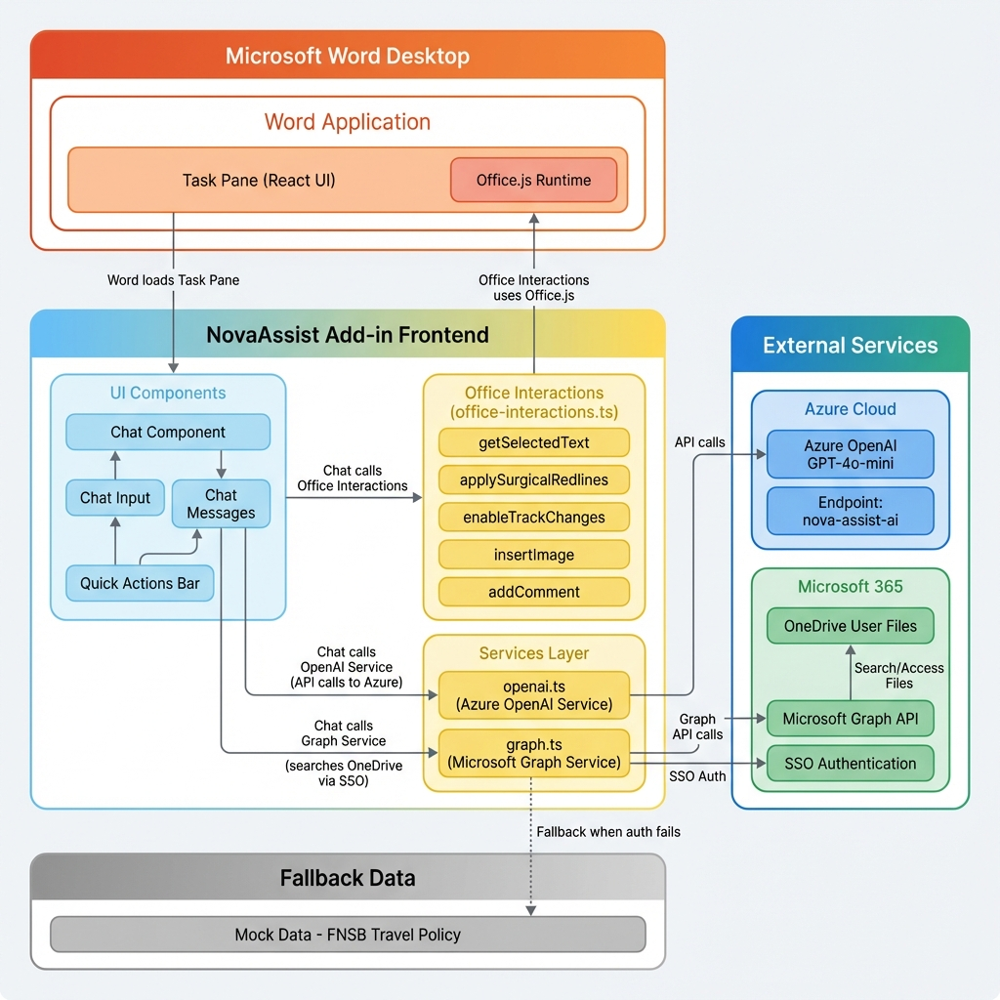 Microsoft Word Desktop
Word Application
Task Pane (React UI)
Office.js Runtime
Word loads Task Pane
Office Interactions
uses Office.js
NovaAssist Add-in Frontend
UI Components
Chat Component
Chat Input
Chat
Messages
Quick Actions Bar
Chat calls
Office Interactions
Office Interactions
(office-interactions.ts)
getSelectedText
applySurgicalRedlines
enableTrackChanges
insertImage
addComment
Chat calls
OpenAI Service
(API calls to Azure)
Chat calls
Graph Service
(searches OneDrive
via SSO)
Services Layer
openai.ts
(Azure OpenAI Service)
graph.ts
(Microsoft Graph Service)
API calls
Graph
API calls
SSO Auth
External Services
Azure Cloud
Azure OpenAI
GPT-4o-mini
Endpoint:
nova-assist-ai
Microsoft 365
OneDrive User Files
Search/Access
Files
Microsoft Graph API
SSO Authentication
Fallback when auth fails
Fallback Data
Mock Data - FNSB Travel Policy